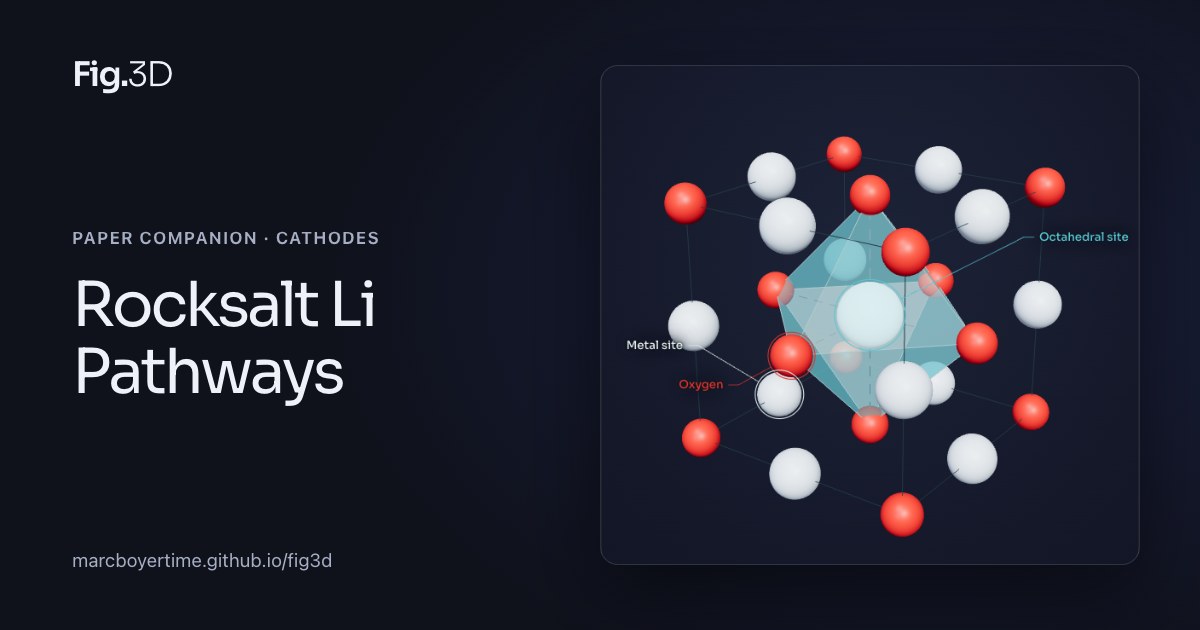 Fig.3D
PAPER COMPANION · CATHODES
Rocksalt Li
Pathways
marcboyertime.github.io/fig3d
Octahedral site
Metal site
Oxygen